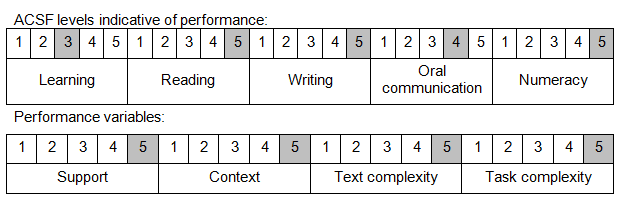 ACSF levels indicative of performance:
1 2 3 4 5 1 2 3 4 5 1 2 3 4 5 1 2 3 4 5 1 2 3 4 5
Learning Reading Writing Oral communication Numeracy
Performance variables:
1 2 3 4 5 1 2 3 4 5 1 2 3 4 5 1 2 3 4 5
Support Context Text complexity Task complexity